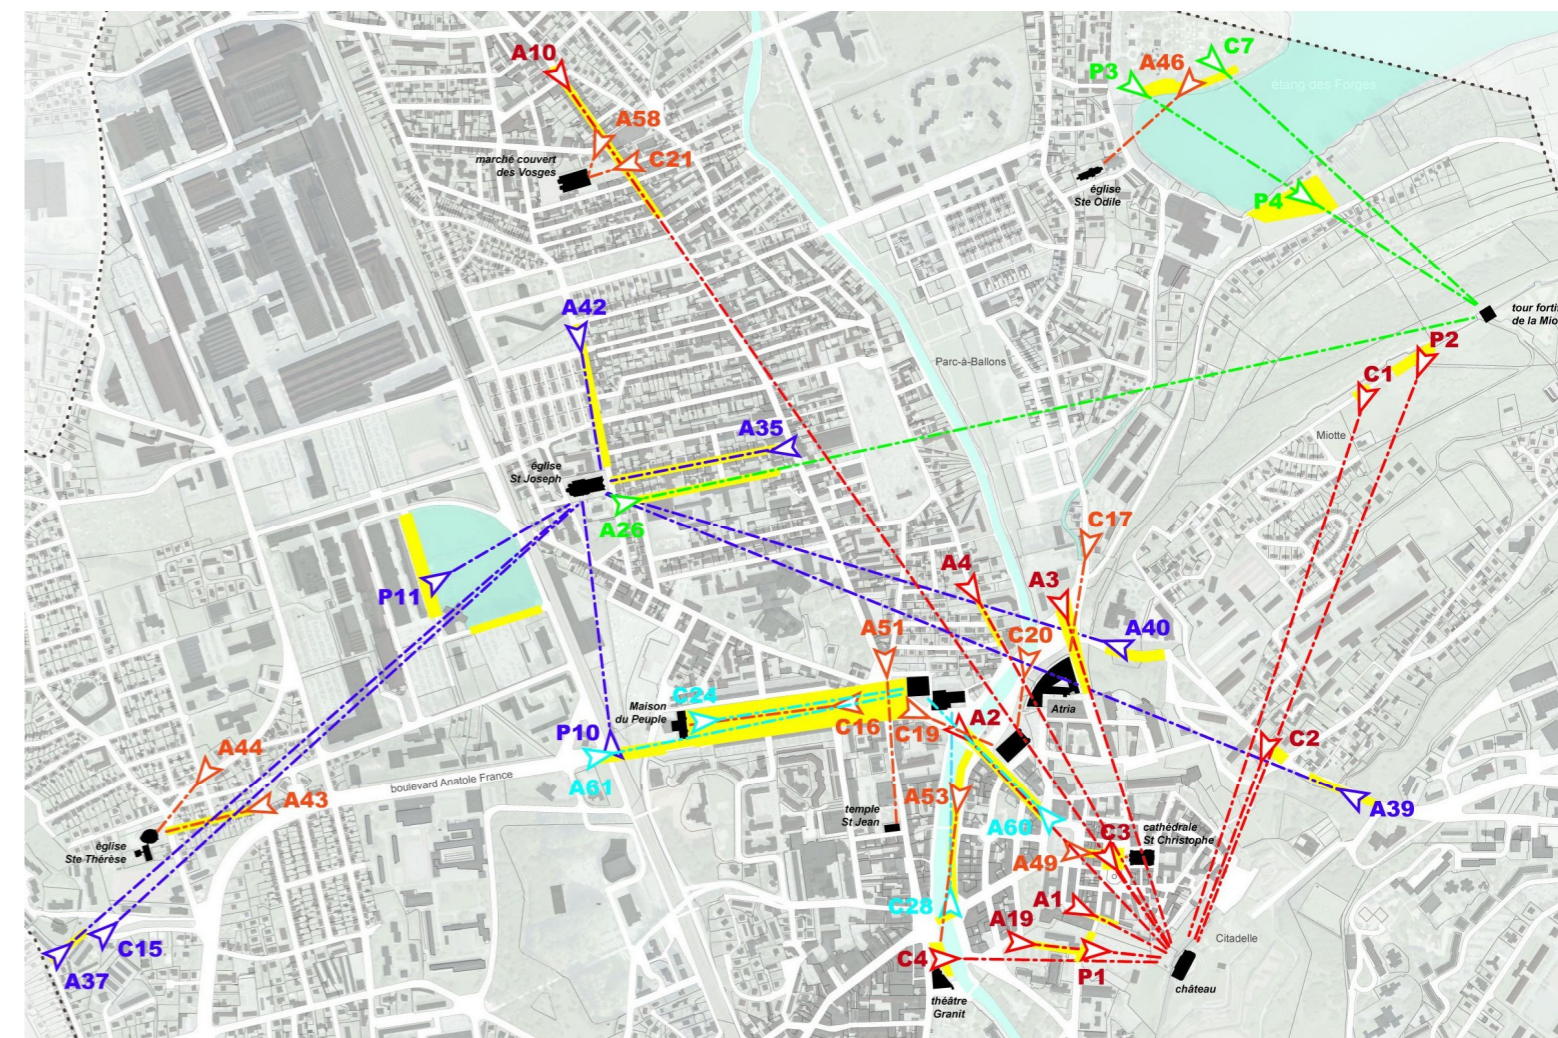 A10
C7
A46
P3
étang des Forges
A58
marché couvert
des Vosges
C21
église
Ste Odile
P4
A42
tour forti
de la Mio
P2
Parc-à-Ballons
C1
A35
Miotte
église
St Joseph
A26
C17
A4
A3
P11
A51
C20
A40
C24
Maison
du Peuple
Atria
C16
C19
A2
P10
C2
A44
A61
boulevard Anatole France
A43
A53
A39
temple
St Jean
A60
C3
cathédrale
St Christophe
église
Ste Thérèse
A49
C28
A1
A19
C15
C4
Citadelle
A37
P1
château
théâtre
Granit